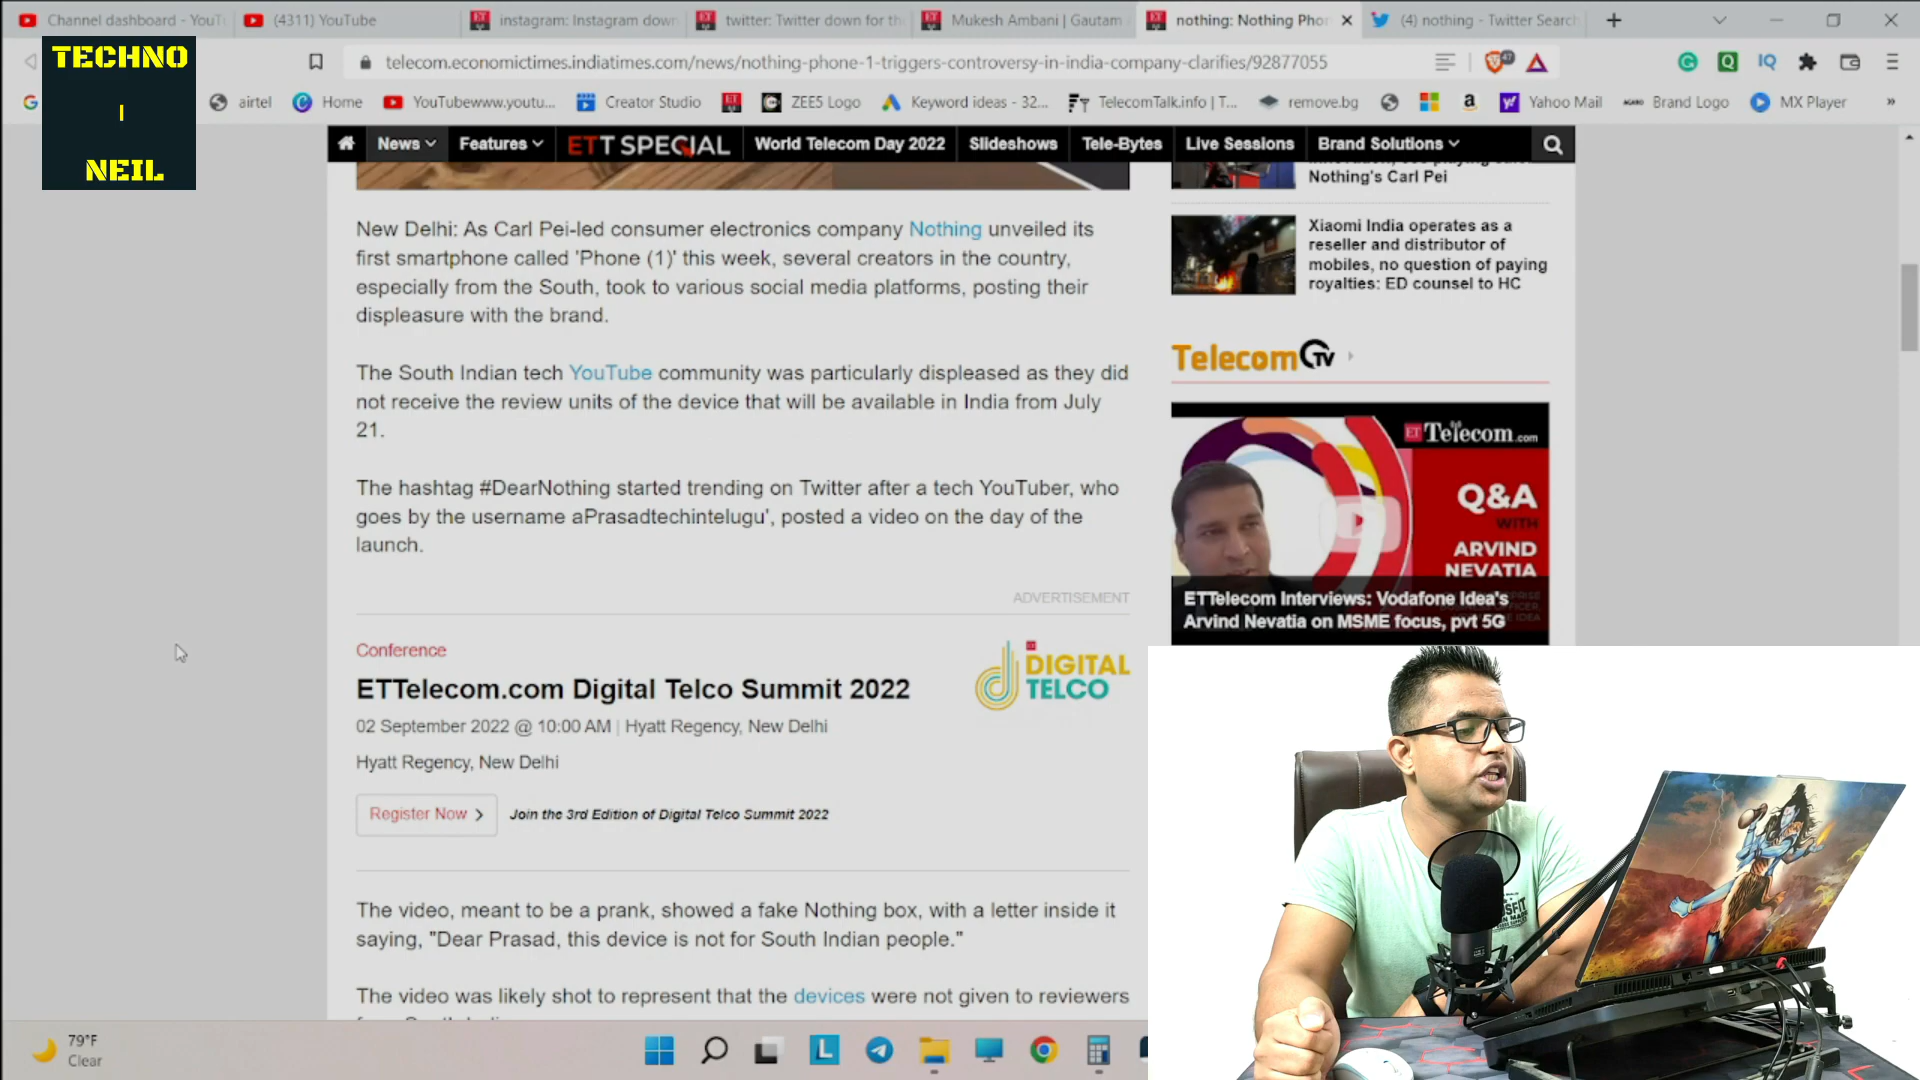 Channel dashboard - YouT
(4311) YouTube
instagram: Instagram down
twitter: Twitter down for th
Mukesh Ambani | Gautam
nothing: Nothing Pho
(4) nothing - Twitter Search
TECHNO
|
NEIL
telecom.economictimes.indiatimes.com/news/nothing-phone-1-triggers-controversy-in-india-company-clarifies/92877055
airtel
Home
YouTubewww.youtu...
Creator Studio
ZEE5 Logo
Keyword ideas - 32...
TelecomTalk.info | T...
remove.bg
Yahoo Mail
Brand Logo
MX Player
News
Features
ETT SPECIAL
World Telecom Day 2022
Slideshows
Tele-Bytes
Live Sessions
Brand Solutions
Nothing's Carl Pei
New Delhi: As Carl Pei-led consumer electronics company Nothing unveiled its
first smartphone called 'Phone (1)' this week, several creators in the country,
especially from the South, took to various social media platforms, posting their
displeasure with the brand.
The South Indian tech YouTube community was particularly displeased as they did
not receive the review units of the device that will be available in India from July
21.
The hashtag #DearNothing started trending on Twitter after a tech YouTuber, who
goes by the username aPrasadtechintelugu', posted a video on the day of the
launch.
ADVERTISEMENT
Conference
ETTelecom.com Digital Telco Summit 2022
02 September 2022 @ 10:00 AM | Hyatt Regency, New Delhi
Hyatt Regency, New Delhi
Register Now
Join the 3rd Edition of Digital Telco Summit 2022
ET
DIGITAL
TELCO
The video, meant to be a prank, showed a fake Nothing box, with a letter inside it
saying, "Dear Prasad, this device is not for South Indian people."
The video was likely shot to represent that the devices were not given to reviewers
Xiaomi India operates as a
reseller and distributor of
mobiles, no question of paying
royalties: ED counsel to HC
Telecom TV
ET Telecom.com
Q&A
WITH
ARVIND
NEVATIA
ETTelecom Interviews: Vodafone Idea's
Arvind Nevatia on MSME focus, pvt 5G
79°F
Clear